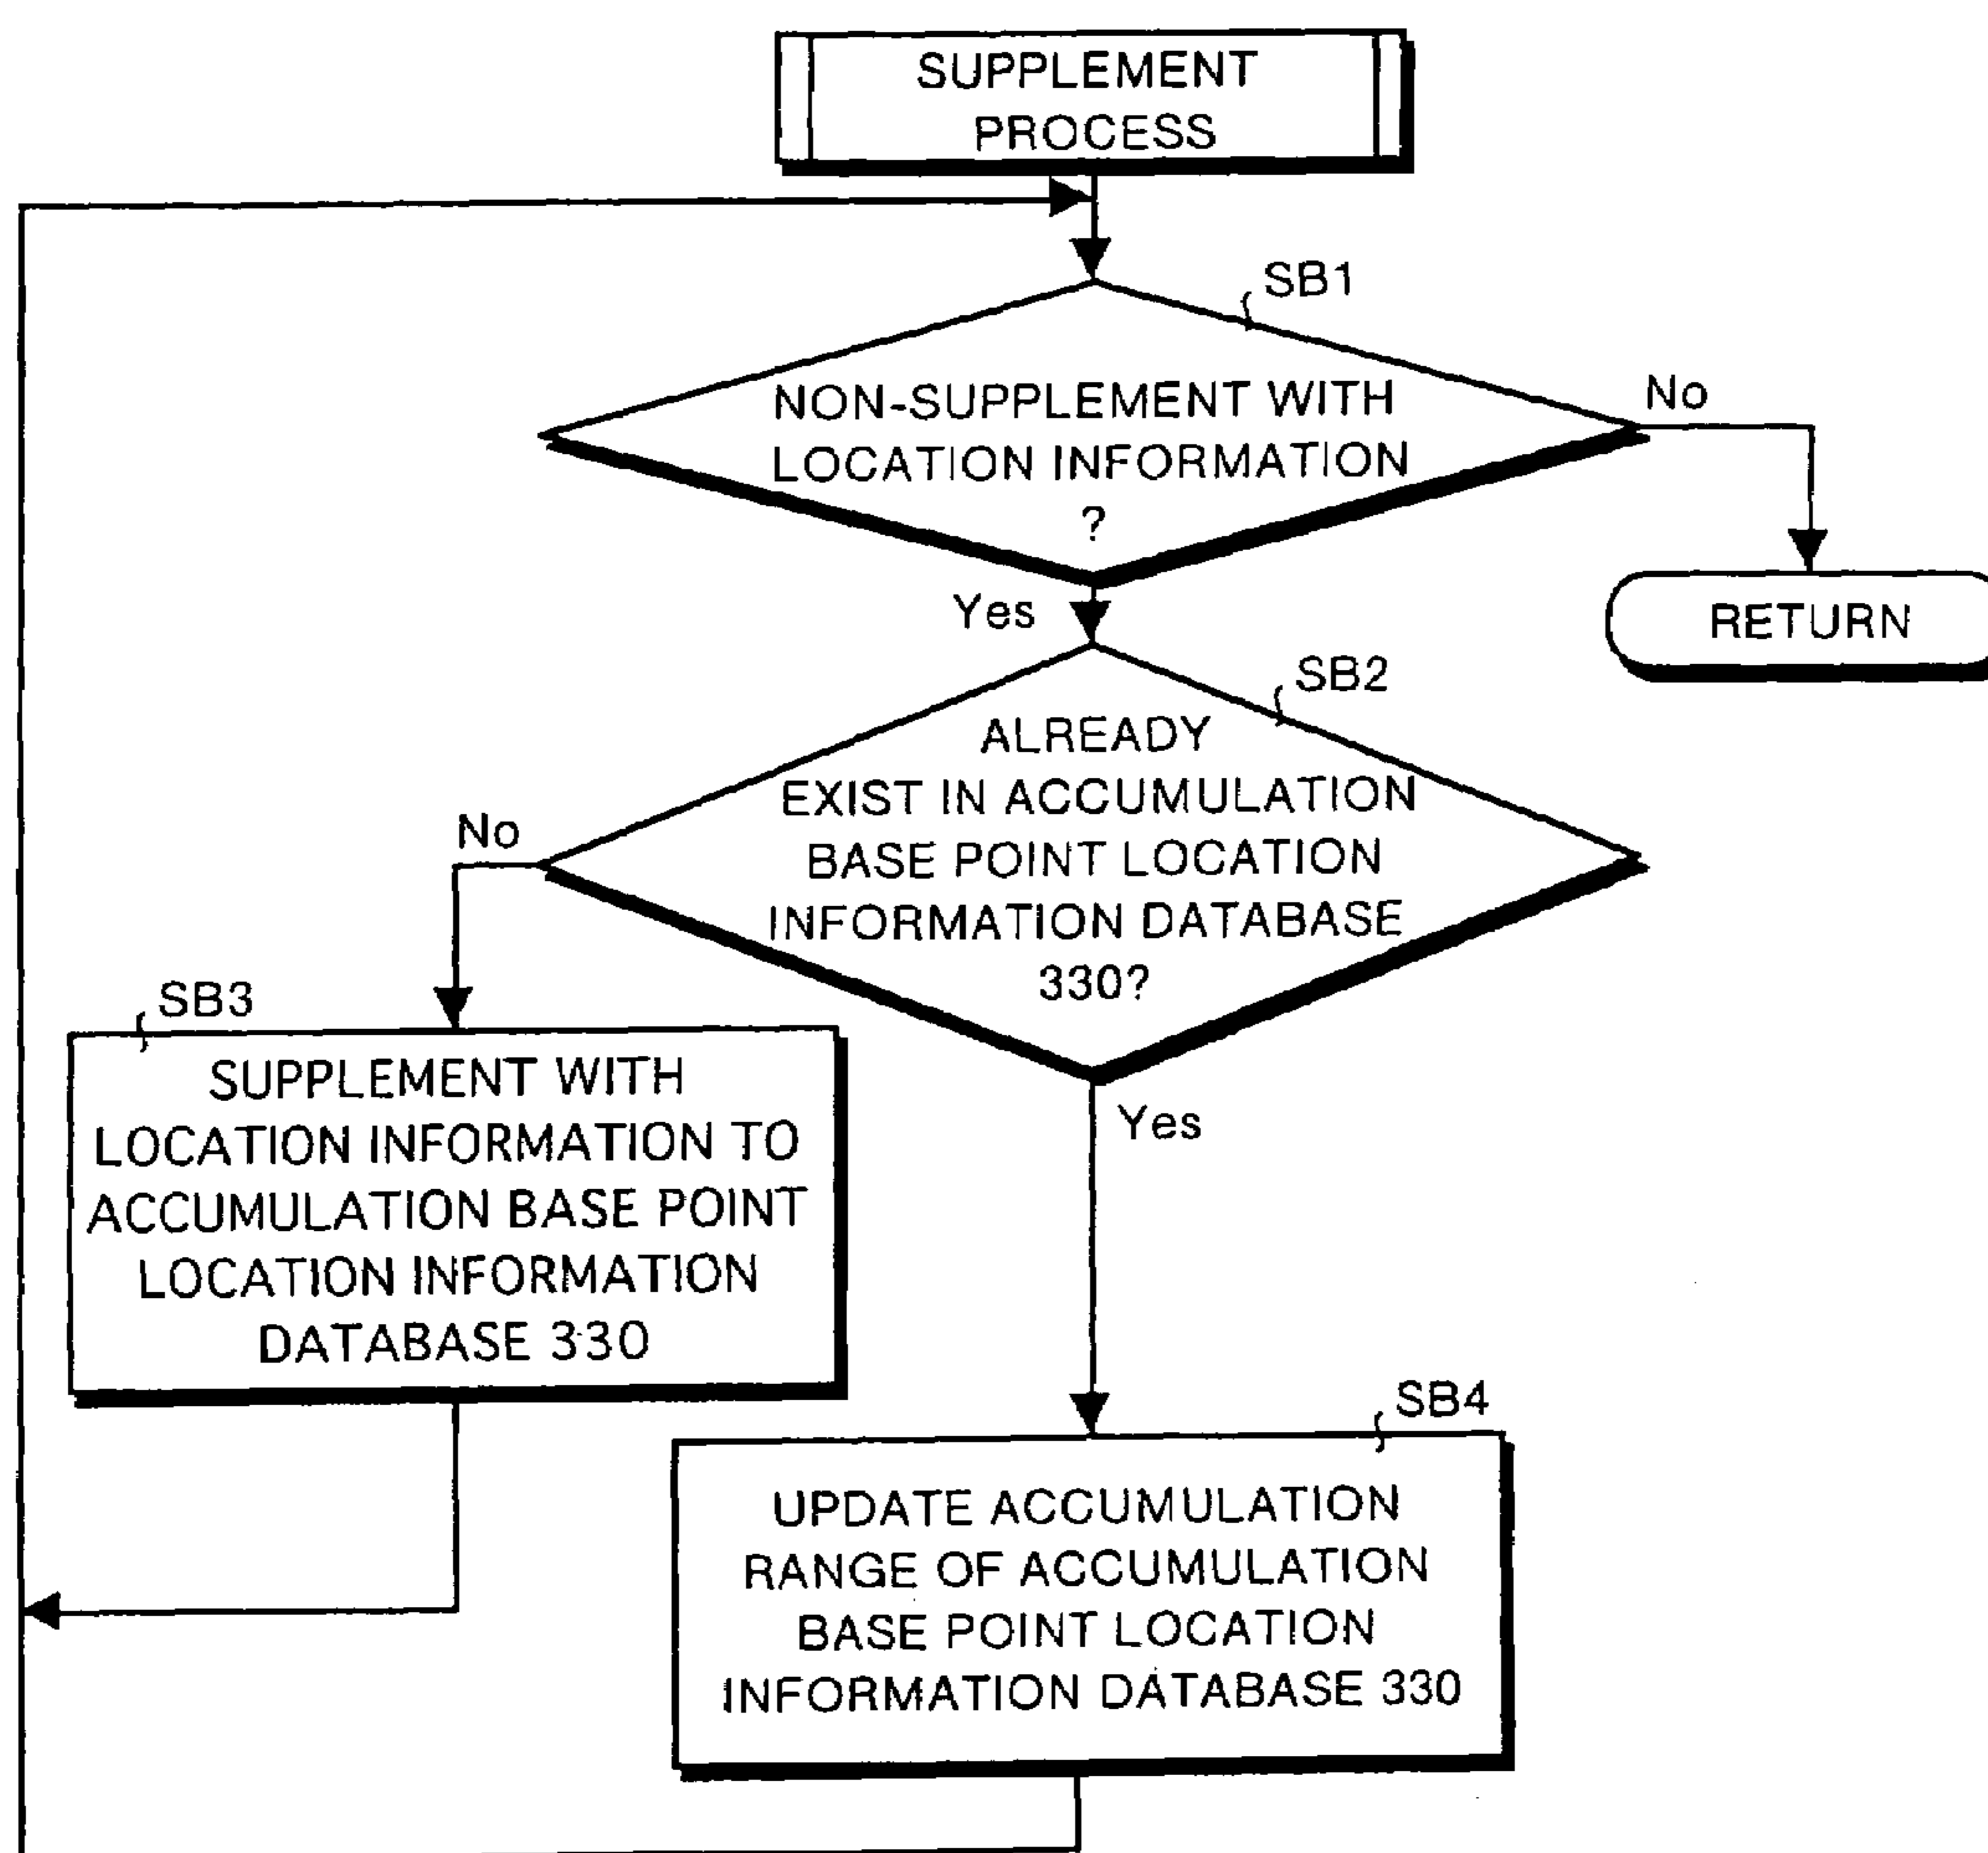 SUPPLEMENT
PROCESS
SB1
NON-SUPPLEMENT WITH
LOCATION INFORMATION
?
No
Yes
RETURN
SB2
ALREADY
EXIST IN ACCUMULATION
BASE POINT LOCATION
INFORMATION DATABASE
330?
No
Yes
SB3
SUPPLEMENT WITH
LOCATION INFORMATION TO
ACCUMULATION BASE POINT
LOCATION INFORMATION
DATABASE 330
SB4
UPDATE ACCUMULATION
RANGE OF ACCUMULATION
BASE POINT LOCATION
INFORMATION DATABASE 330